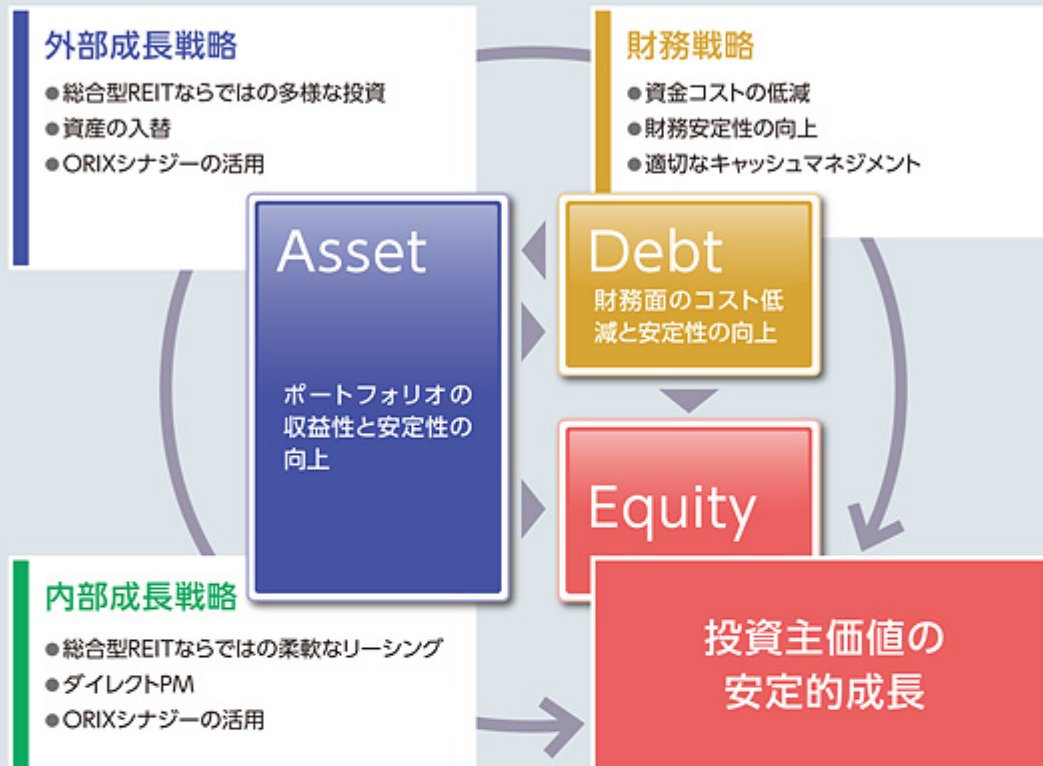 外部成長戦略
●総合型REITならではの多様な投資
●資産の入替
●ORIXシナジーの活用
財務戦略
●資金コストの低減
●財務安定性の向上
●適切なキャッシュマネジメント
Asset
ポートフォリオの
収益性と安定性の
向上
Debt
財務面のコスト低
減と安定性の向上
Equity
内部成長戦略
●総合型REITならではの柔軟なリーシング
●ダイレクトPM
●ORIXシナジーの活用
投資主価値の
安定的成長